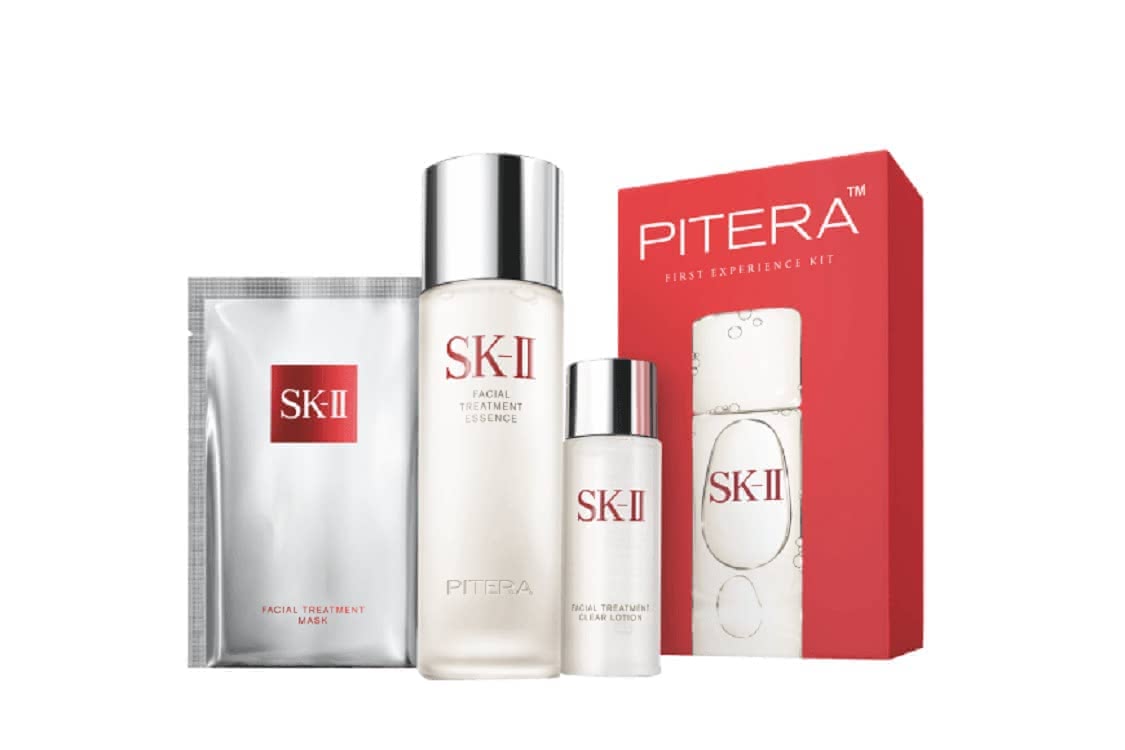 SK-II
FACIAL TREATMENT
MASK
SK-II
FACIAL
TREATMENT
ESSENCE
PITERA
SK-II
FACIAL TREATMENT
CLEAR LOTION
PITERA™
FIRST EXPERIENCE KIT
SK-II